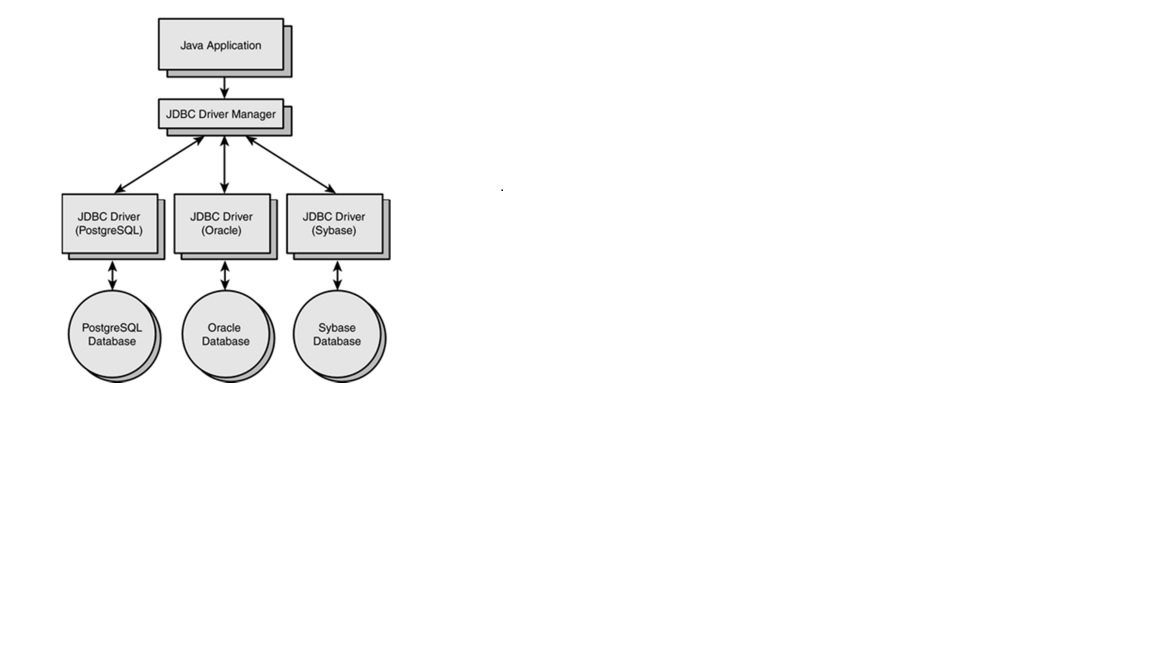 Java Application
JDBC Driver Manager
JDBC Driver
(PostgreSQL)
JDBC Driver
(Oracle)
JDBC Driver
(Sybase)
PostgreSQL
Database
Oracle
Database
Sybase
Database